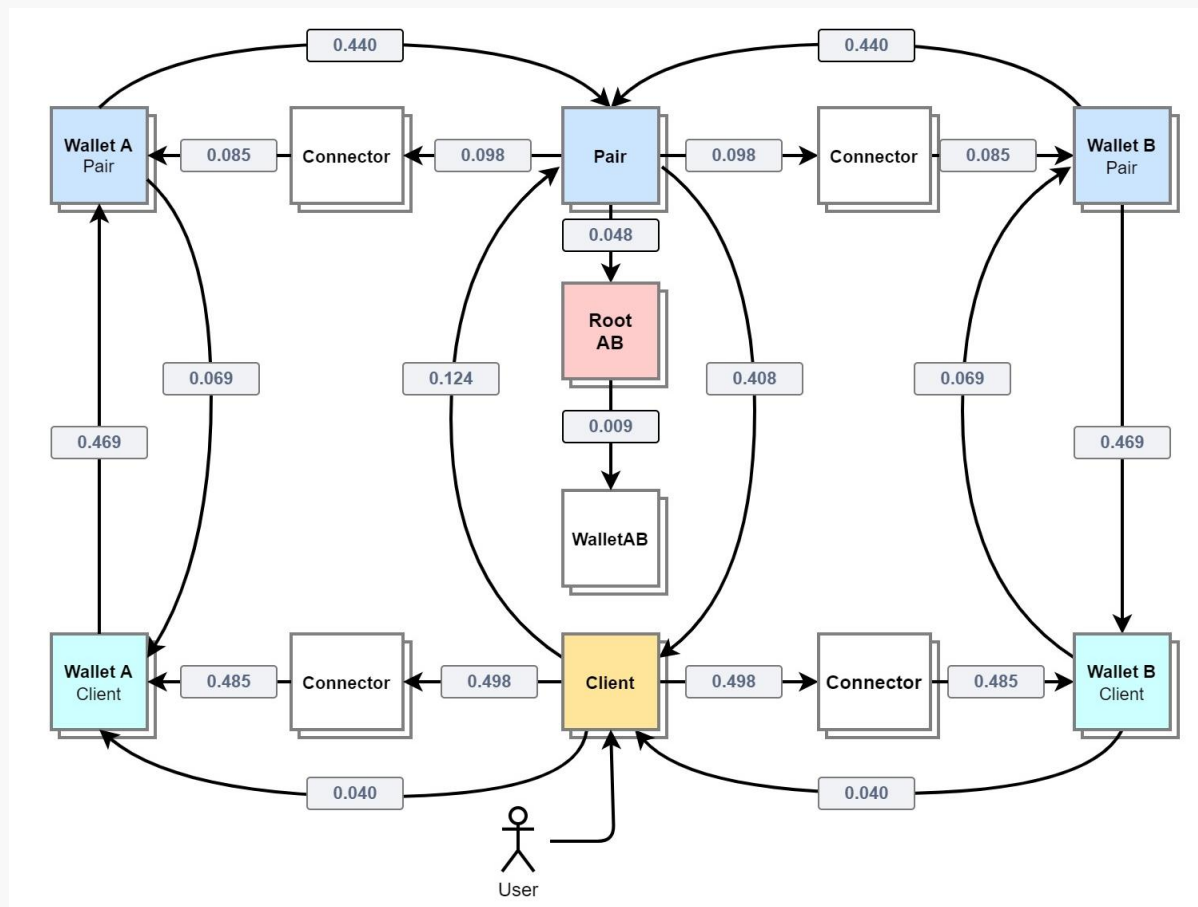 0.440
0.440
Wallet A
Pair
0.085
Connector
0.098
Pair
0.098
Connector
0.085
Wallet B
Pair
0.048
Root
AB
0.069
0.124
0.408
0.069
0.009
0.469
0.469
WalletAB
Wallet A
Client
0.485
Connector
0.498
Client
0.498
Connector
0.485
Wallet B
Client
0.040
0.040
User